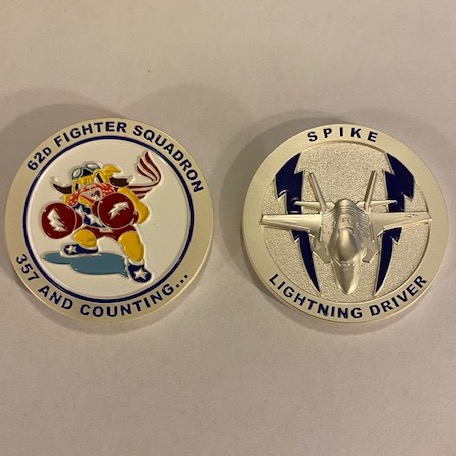 62D FIGHTER SQUADRON
357 AND COUNTING...
SPIKE
LIGHTNING DRIVER